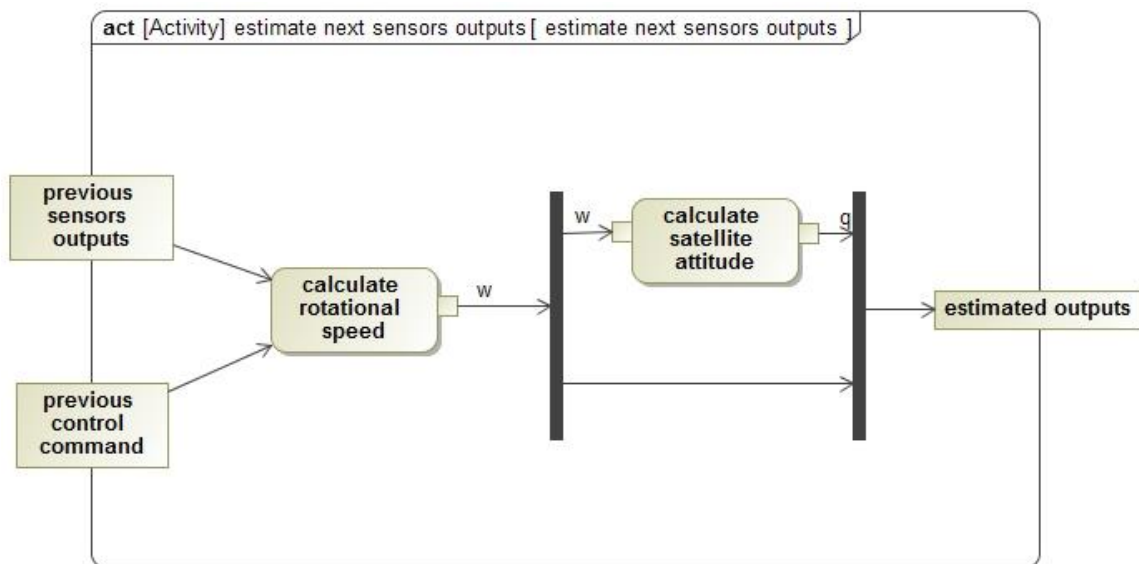 act [Activity] estimate next sensors outputs [ estimate next sensors outputs ]
previous
sensors
outputs
previous
control
command
calculate
rotational
speed
w
w
calculate
satellite
attitude
q
estimated outputs